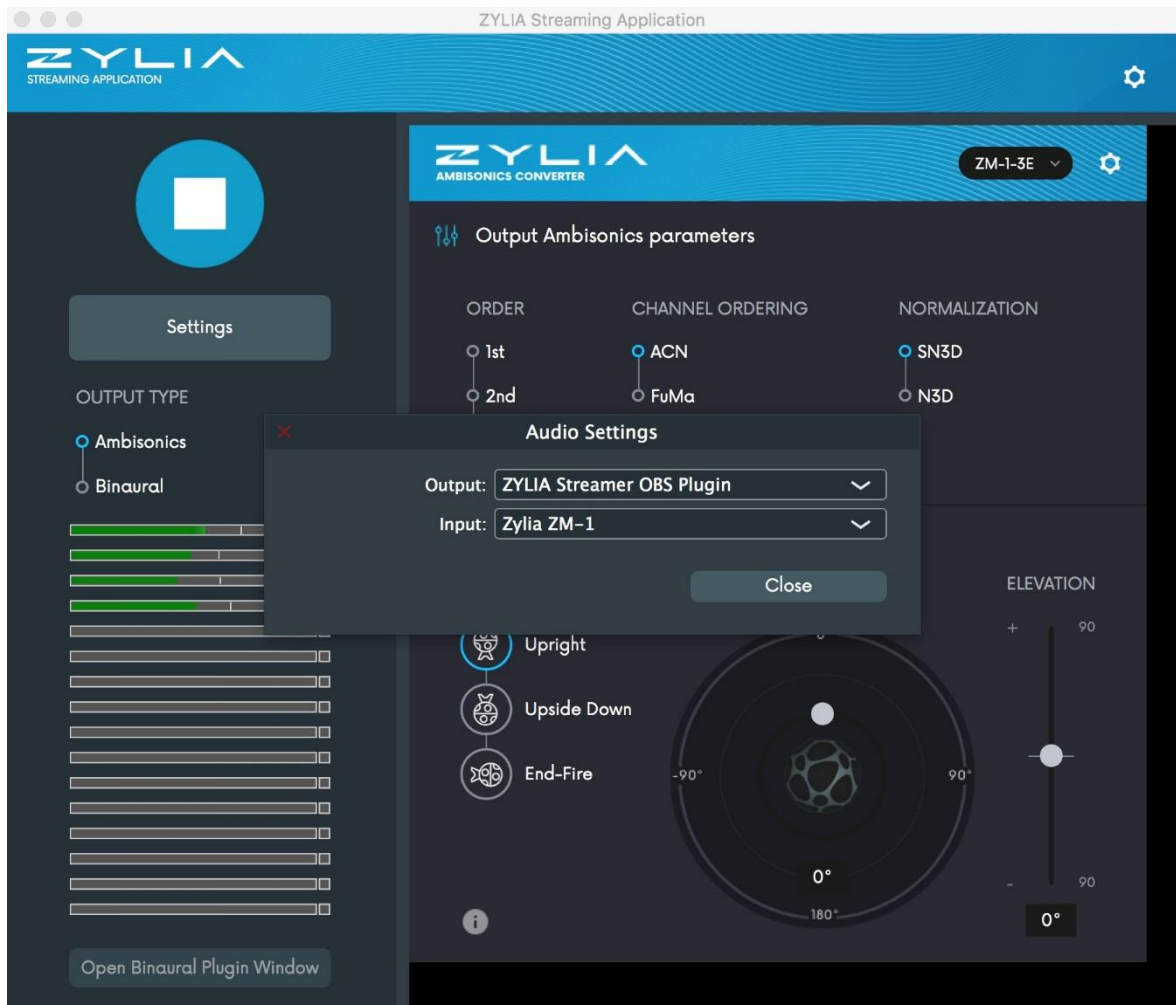 ZYLIA Streaming Application
ZYLIA
STREAMING APPLICATION
Settings
OUTPUT TYPE
Ambisonics
Binaural
Open Binaural Plugin Window
ZYLIA
AMBISONICS CONVERTER
ZM-1-3E
Output Ambisonics parameters
ORDER
1st
2nd
CHANNEL ORDERING
ACN
FuMa
NORMALIZATION
SN3D
N3D
Audio Settings
Output: ZYLIA Streamer OBS Plugin
Input: Zylia ZM-1
Close
Upright
Upside Down
End-Fire
-90°
90°
0°
180°
ELEVATION
+ 90
- 90
0°